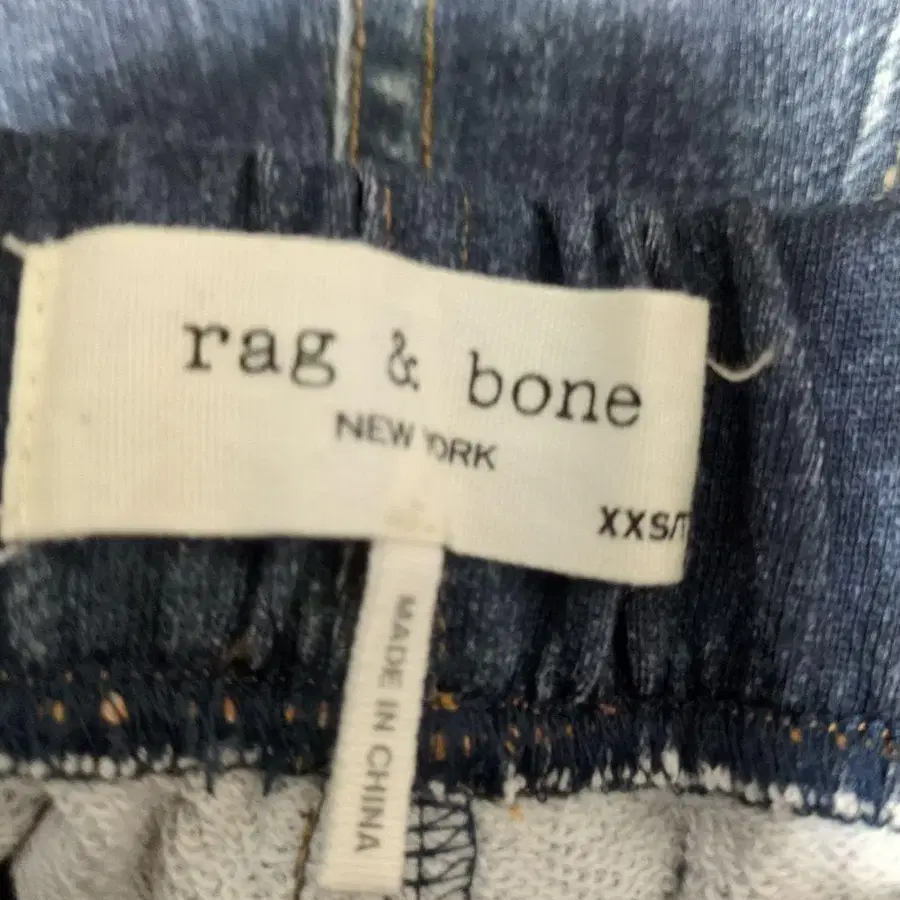 rag & bone
NEW YORK
XXS/T
MADE IN CHINA